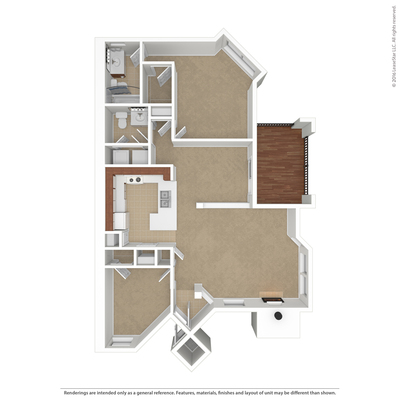 © 2016 LeaseStar LLC. All rights reserved.
Renderings are intended only as a general reference. Features, materials, finishes and layout of unit may be different than shown.